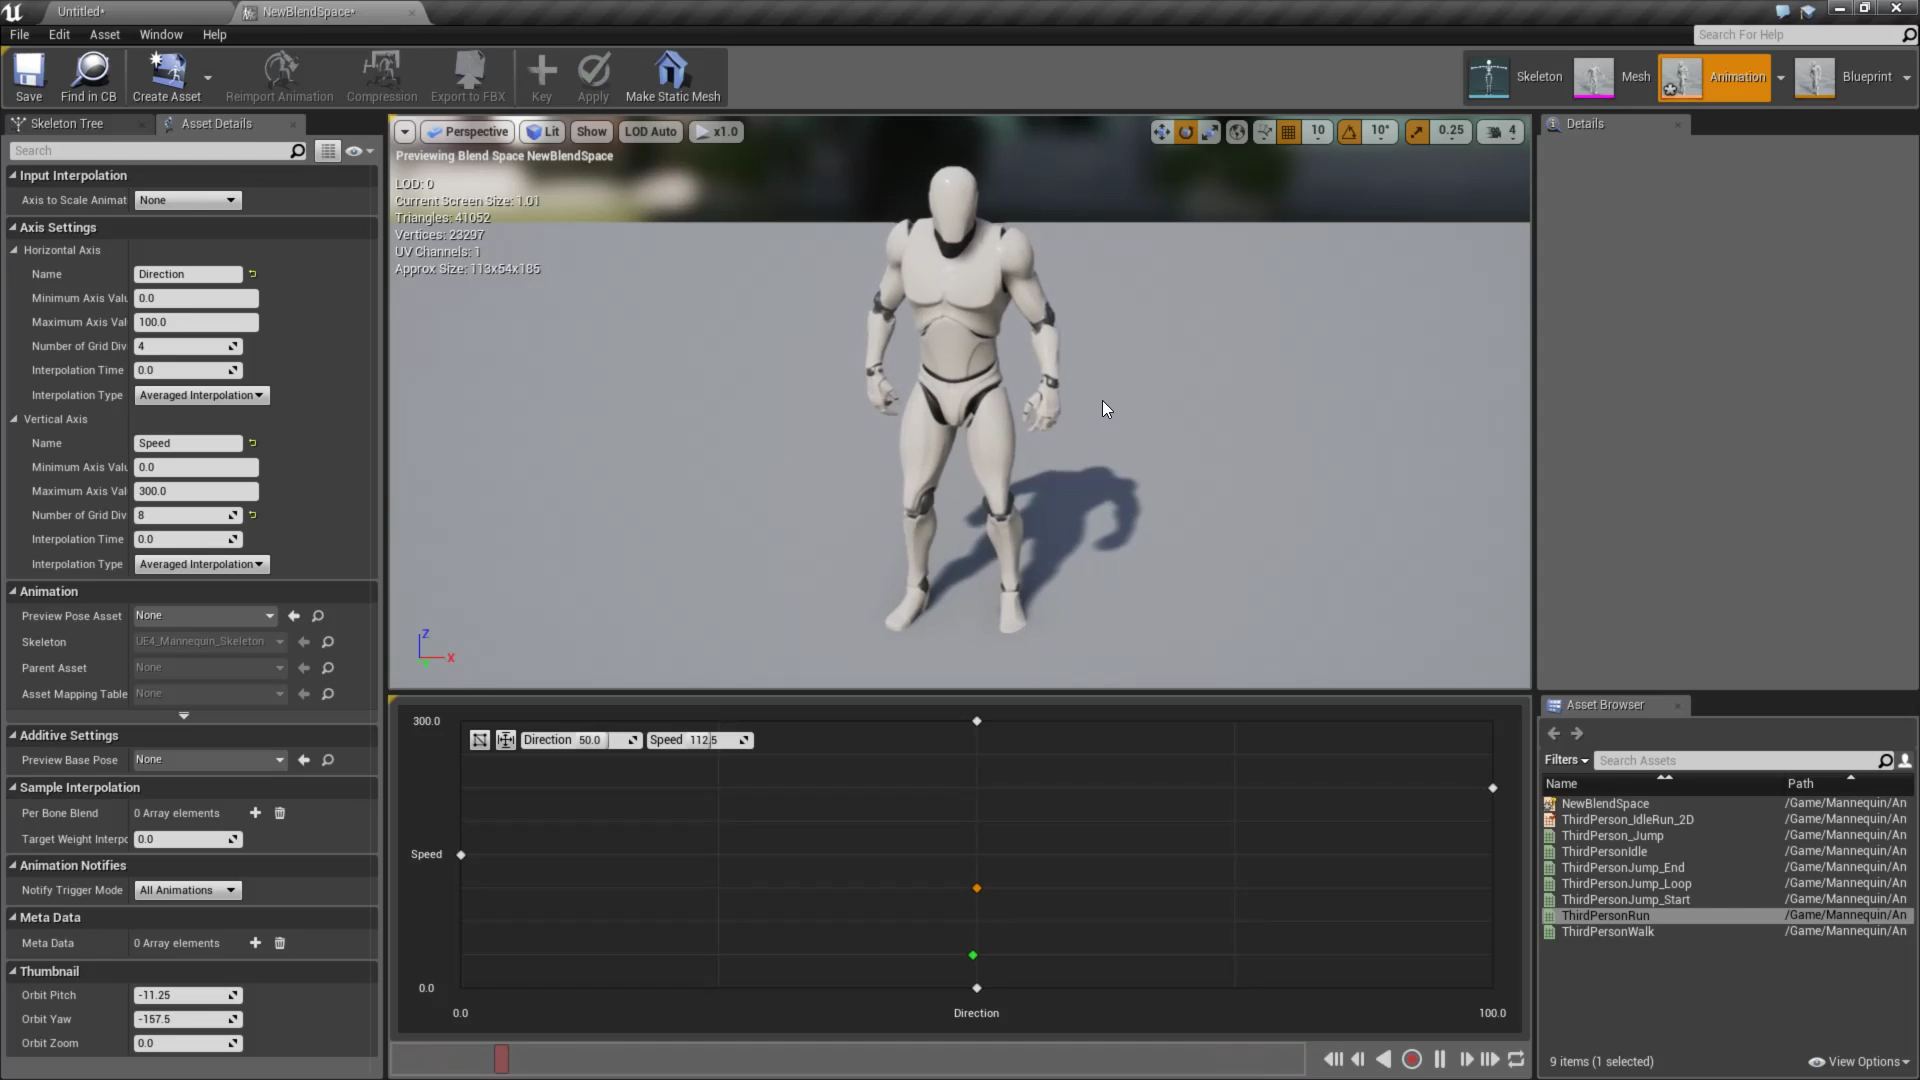 Untitled*
NewBlendSpace*
File Edit Asset Window Help
Search For Help
Save
Find in CB
Create Asset
Reimport Animation
Compression
Export to FBX
Key
Apply
Make Static Mesh
Skeleton
Mesh
Animation
Blueprint
Skeleton Tree
Asset Details
Search
Input Interpolation
Axis to Scale Animat None
Axis Settings
Horizontal Axis
Name Direction
Minimum Axis Valu 0.0
Maximum Axis Val 100.0
Number of Grid Div 4
Interpolation Time 0.0
Interpolation Type Averaged Interpolation
Vertical Axis
Name Speed
Minimum Axis Valu 0.0
Maximum Axis Val 300.0
Number of Grid Div 8
Interpolation Time 0.0
Interpolation Type Averaged Interpolation
Animation
Preview Pose Asset None
Skeleton UE4_Mannequin_Skeleton
Parent Asset None
Asset Mapping Table None
Additive Settings
Preview Base Pose None
Sample Interpolation
Per Bone Blend 0 Array elements
Target Weight Interpo 0.0
Animation Notifies
Notify Trigger Mode All Animations
Meta Data
Meta Data 0 Array elements
Thumbnail
Orbit Pitch -11.25
Orbit Yaw -157.5
Orbit Zoom 0.0
Perspective Lit Show LOD Auto x1.0
10 10° 0.25 4
Previewing Blend Space NewBlendSpace
LOD: 0
Current Screen Size: 1.01
Triangles: 41052
Vertices: 23297
UV Channels: 1
Approx Size: 113x54x185
Z
X
300.0
Direction 50.0 Speed 112.5
Speed
0.0
0.0 Direction 100.0
Details
Asset Browser
Filters Search Assets
Name Path
NewBlendSpace /Game/Mannequin/An
ThirdPerson_IdleRun_2D /Game/Mannequin/An
ThirdPerson_Jump /Game/Mannequin/An
ThirdPersonIdle /Game/Mannequin/An
ThirdPersonJump_End /Game/Mannequin/An
ThirdPersonJump_Loop /Game/Mannequin/An
ThirdPersonJump_Start /Game/Mannequin/An
ThirdPersonRun /Game/Mannequin/An
ThirdPersonWalk /Game/Mannequin/An
9 items (1 selected) View Options